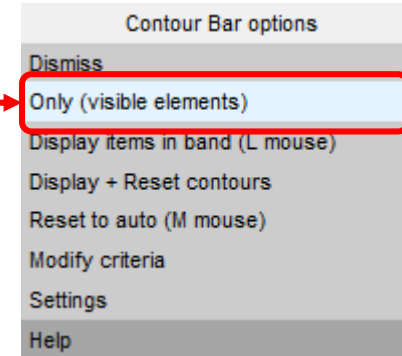 Contour Bar options
Dismiss
Only (visible elements)
Display items in band (L mouse)
Display + Reset contours
Reset to auto (M mouse)
Modify criteria
Settings
Help